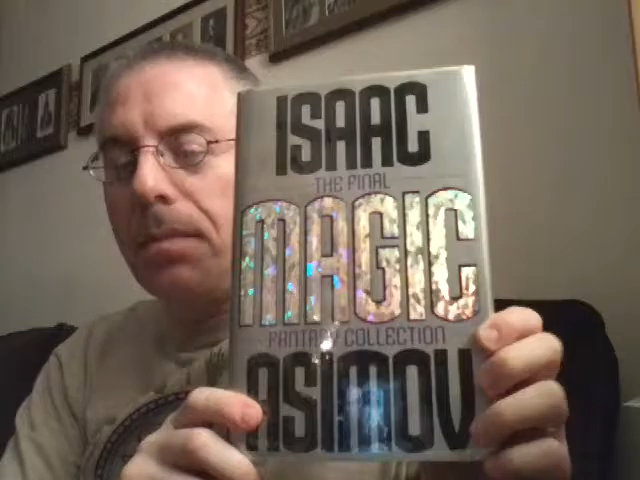 ISAAC
THE FINAL
MAGIC
FANTASY COLLECTION
ASIMOV